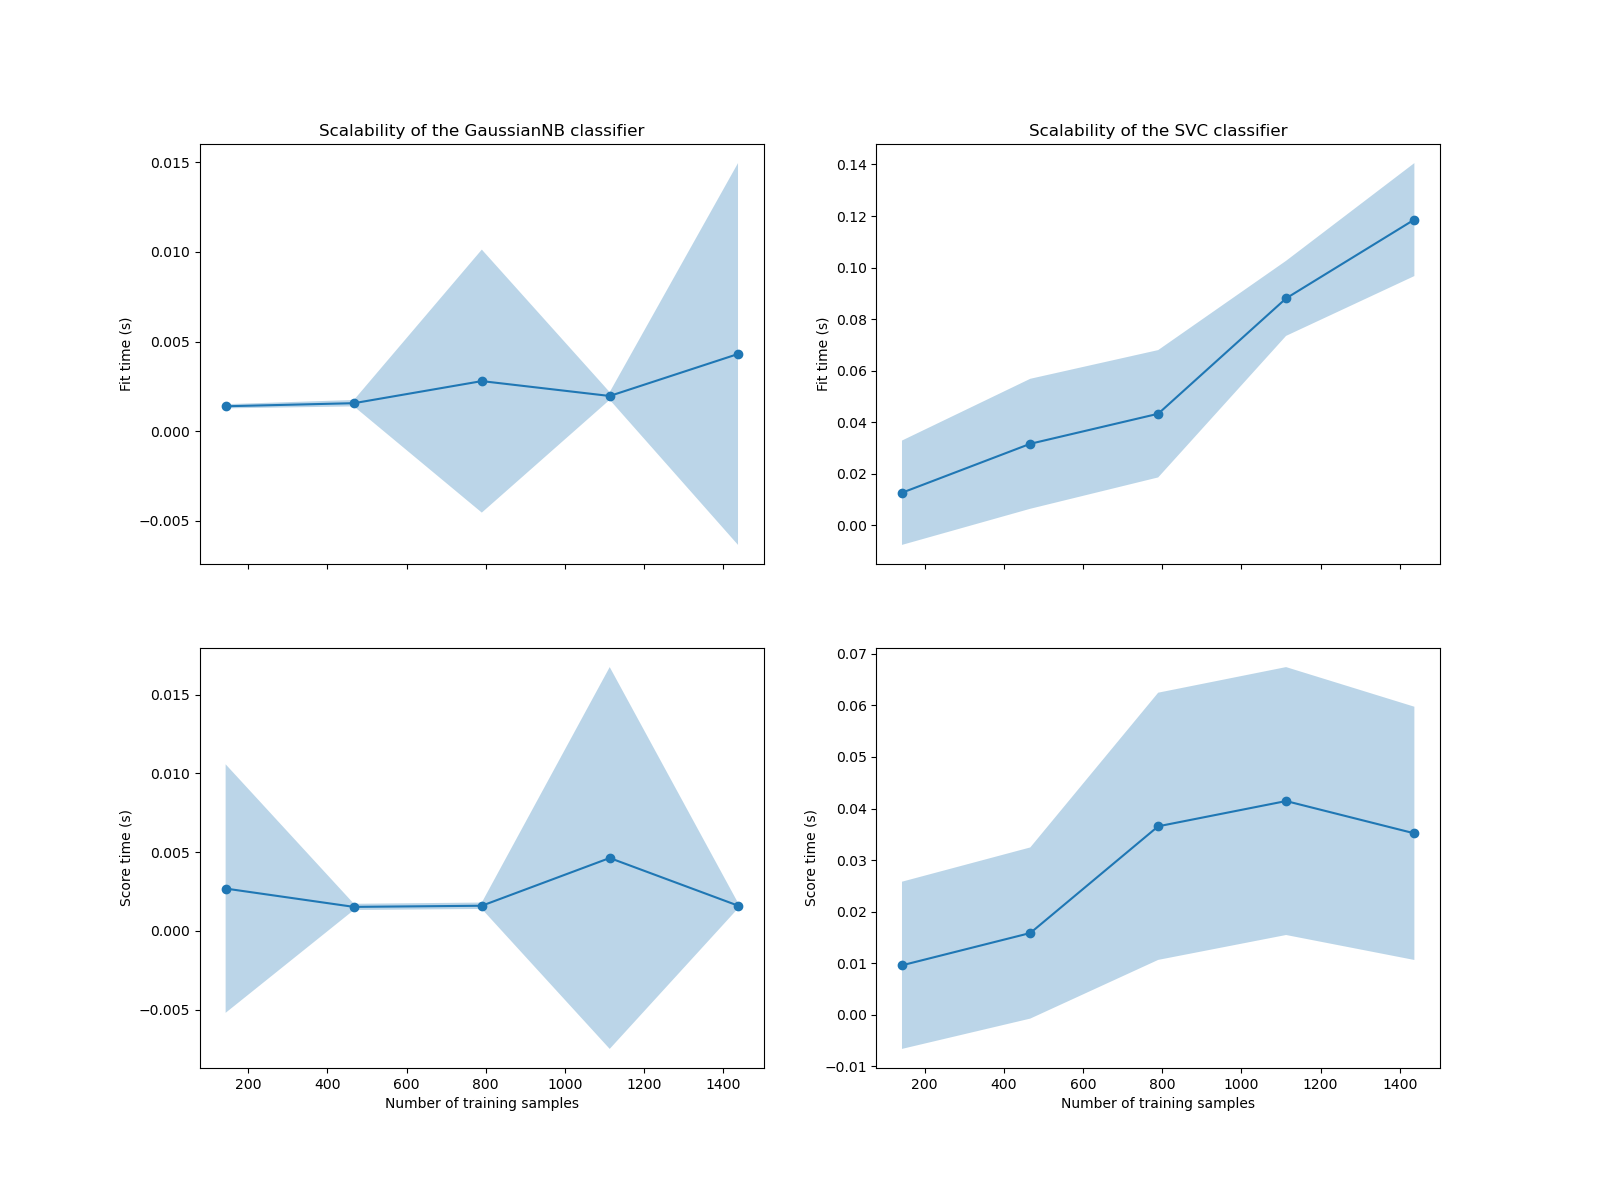 Scalability of the GaussianNB classifier
0.015
0.010
0.005
0.000
−0.005
Fit time (s)
Scalability of the SVC classifier
0.14
0.12
0.10
0.08
0.06
0.04
0.02
0.00
Fit time (s)
0.015
0.010
0.005
0.000
−0.005
Score time (s)
200 400 600 800 1000 1200 1400
Number of training samples
0.07
0.06
0.05
0.04
0.03
0.02
0.01
0.00
−0.01
Score time (s)
200 400 600 800 1000 1200 1400
Number of training samples